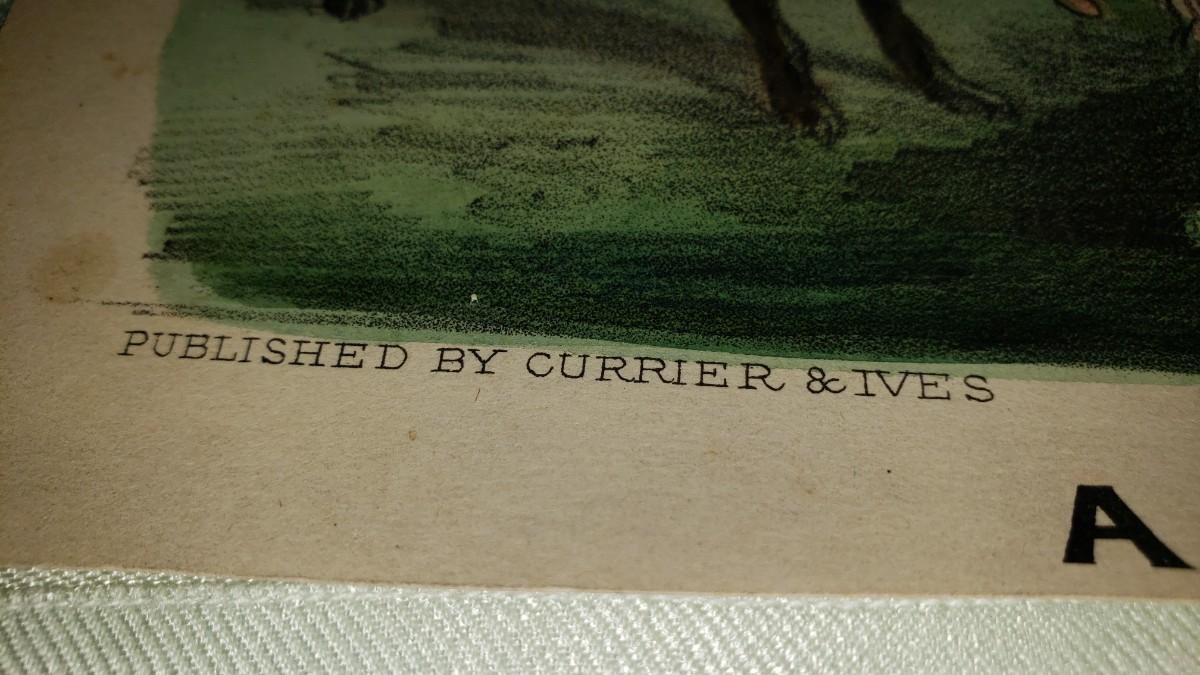 PUBLISHED BY CURRIER & IVES
A